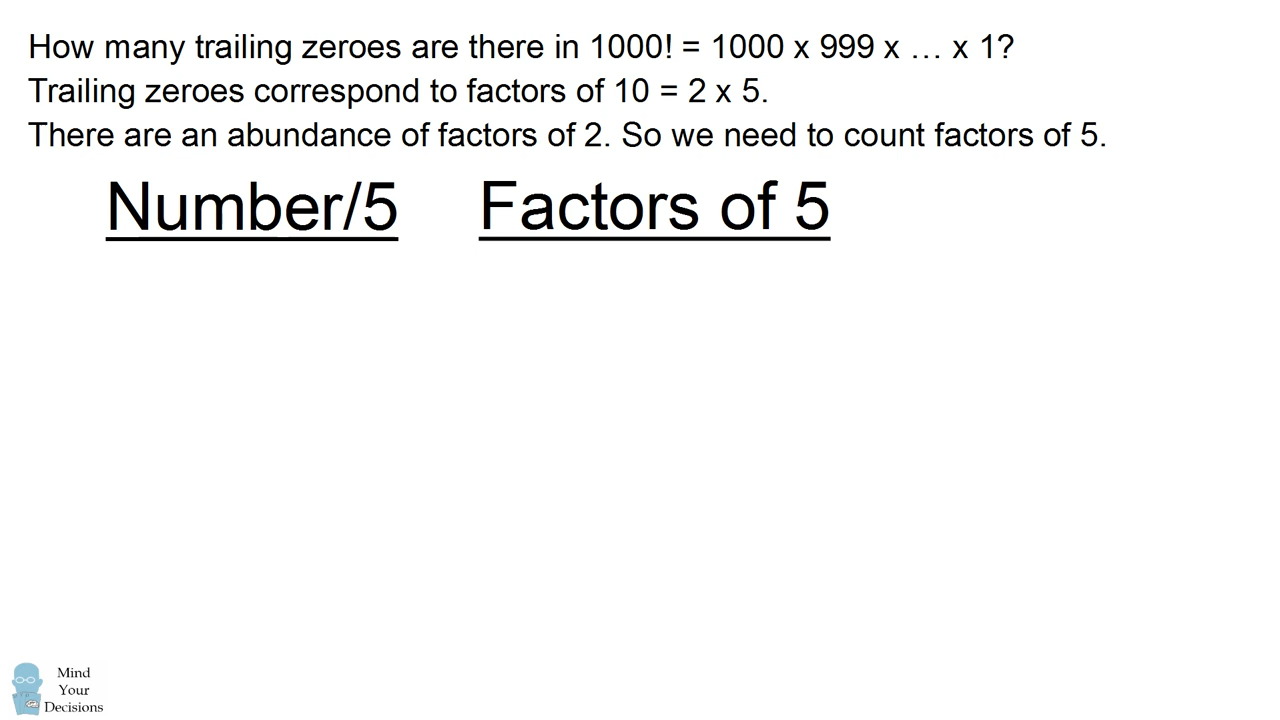 How many trailing zeroes are there in 1000! = 1000 x 999 x … x 1?
Trailing zeroes correspond to factors of 10 = 2 x 5.
There are an abundance of factors of 2. So we need to count factors of 5.
Number/5 Factors of 5
Mind
Your
Decisions